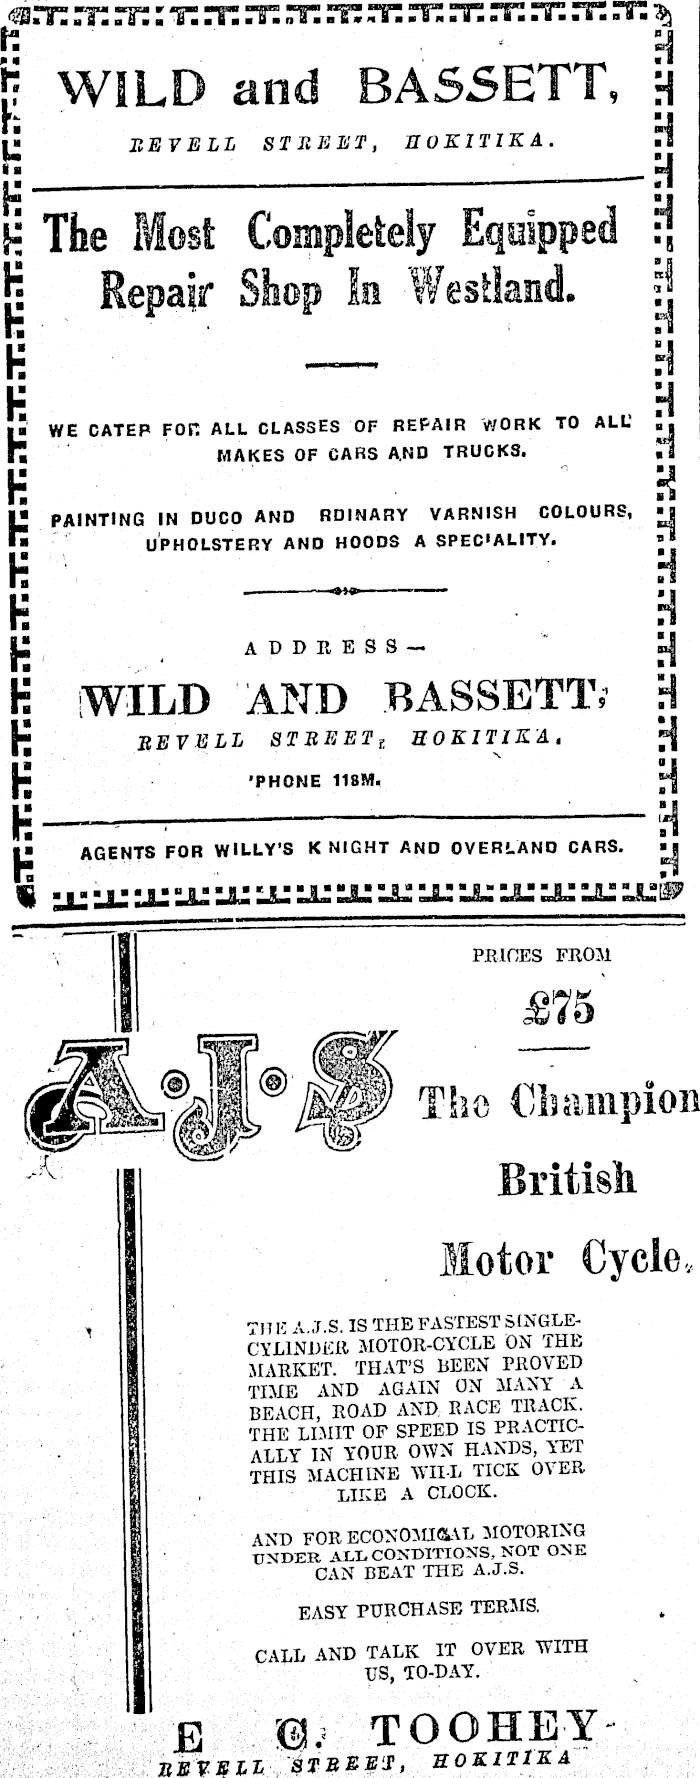 WILD and BASSETT,
REVELL STREET, HOKITIKA.
The Most Completely Equipped
Repair Shop In Westland.
WE CATER FOR ALL CLASSES OF REPAIR WORK TO ALL
MAKES OF CARS AND TRUCKS.
PAINTING IN DUCO AND RDINARY VARNISH COLOURS,
UPHOLSTERY AND HOODS A SPECIALITY.
ADDRESS—
WILD AND BASSETT,
REVELL STREET, HOKITIKA.
'PHONE 118M.
AGENTS FOR WILLY'S KNIGHT AND OVERLAND CARS.
PRICES FROM
£75
A.J.S
The Champion
British
Motor Cycle.
THE A.J.S. IS THE FASTEST SINGLE-
CYLINDER MOTOR-CYCLE ON THE
MARKET. THAT'S BEEN PROVED
TIME AND AGAIN ON MANY A
BEACH, ROAD AND RACE TRACK.
THE LIMIT OF SPEED IS PRACTIC-
ALLY IN YOUR OWN HANDS, YET
THIS MACHINE WILL TICK OVER
LIKE A CLOCK.
AND FOR ECONOMICAL MOTORING
UNDER ALL CONDITIONS, NOT ONE
CAN BEAT THE A.J.S.
EASY PURCHASE TERMS.
CALL AND TALK IT OVER WITH
US, TO-DAY.
E C. TOOHEY
REVELL STREET, HOKITIKA